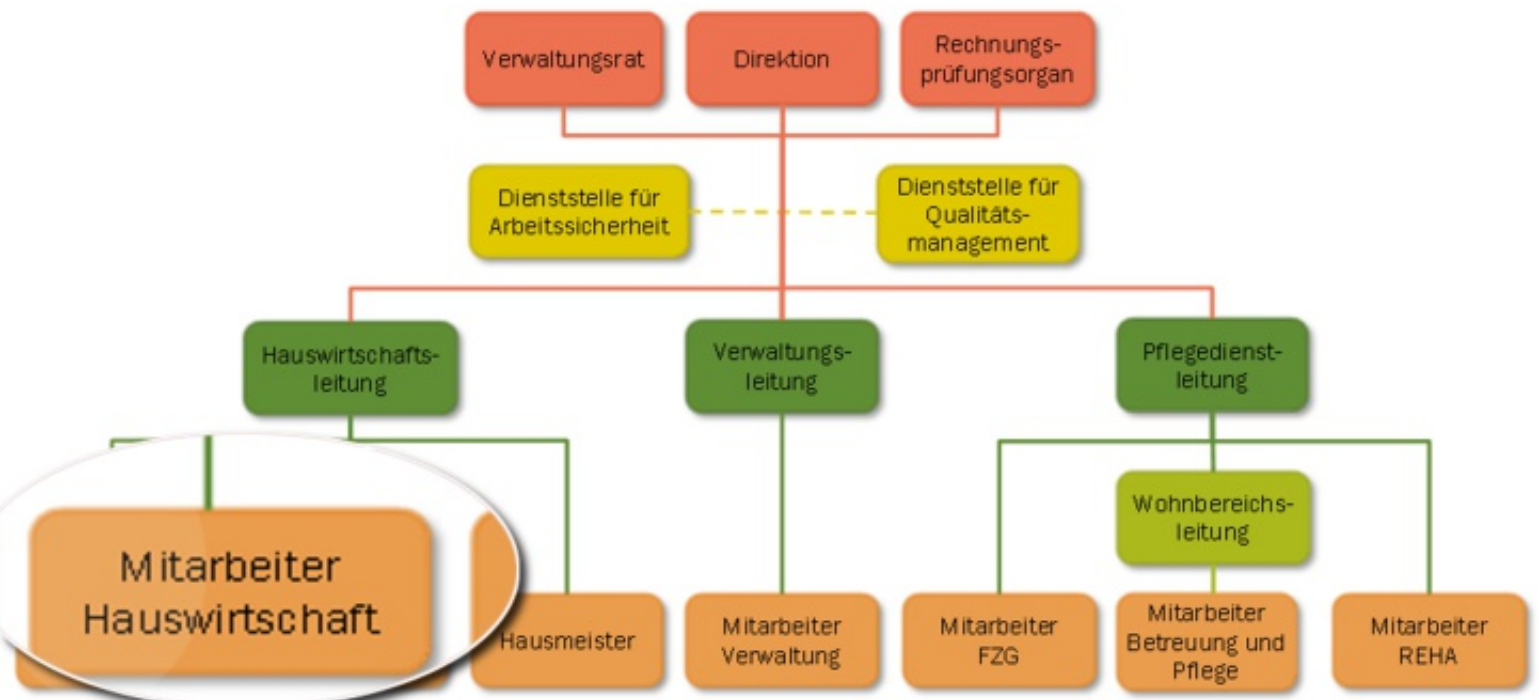 Verwaltungsrat
Direktion
Rechnungs-
prüfungsorgan
Dienststelle für
Arbeitssicherheit
Dienststelle für
Qualitäts-
management
Hauswirtschafts-
leitung
Verwaltungs-
leitung
Pflegedienst-
leitung
Wohnbereichs-
leitung
Mitarbeiter
Hauswirtschaft
Hausmeister
Mitarbeiter
Verwaltung
Mitarbeiter
FZG
Mitarbeiter
Betreuung und
Pflege
Mitarbeiter
REHA